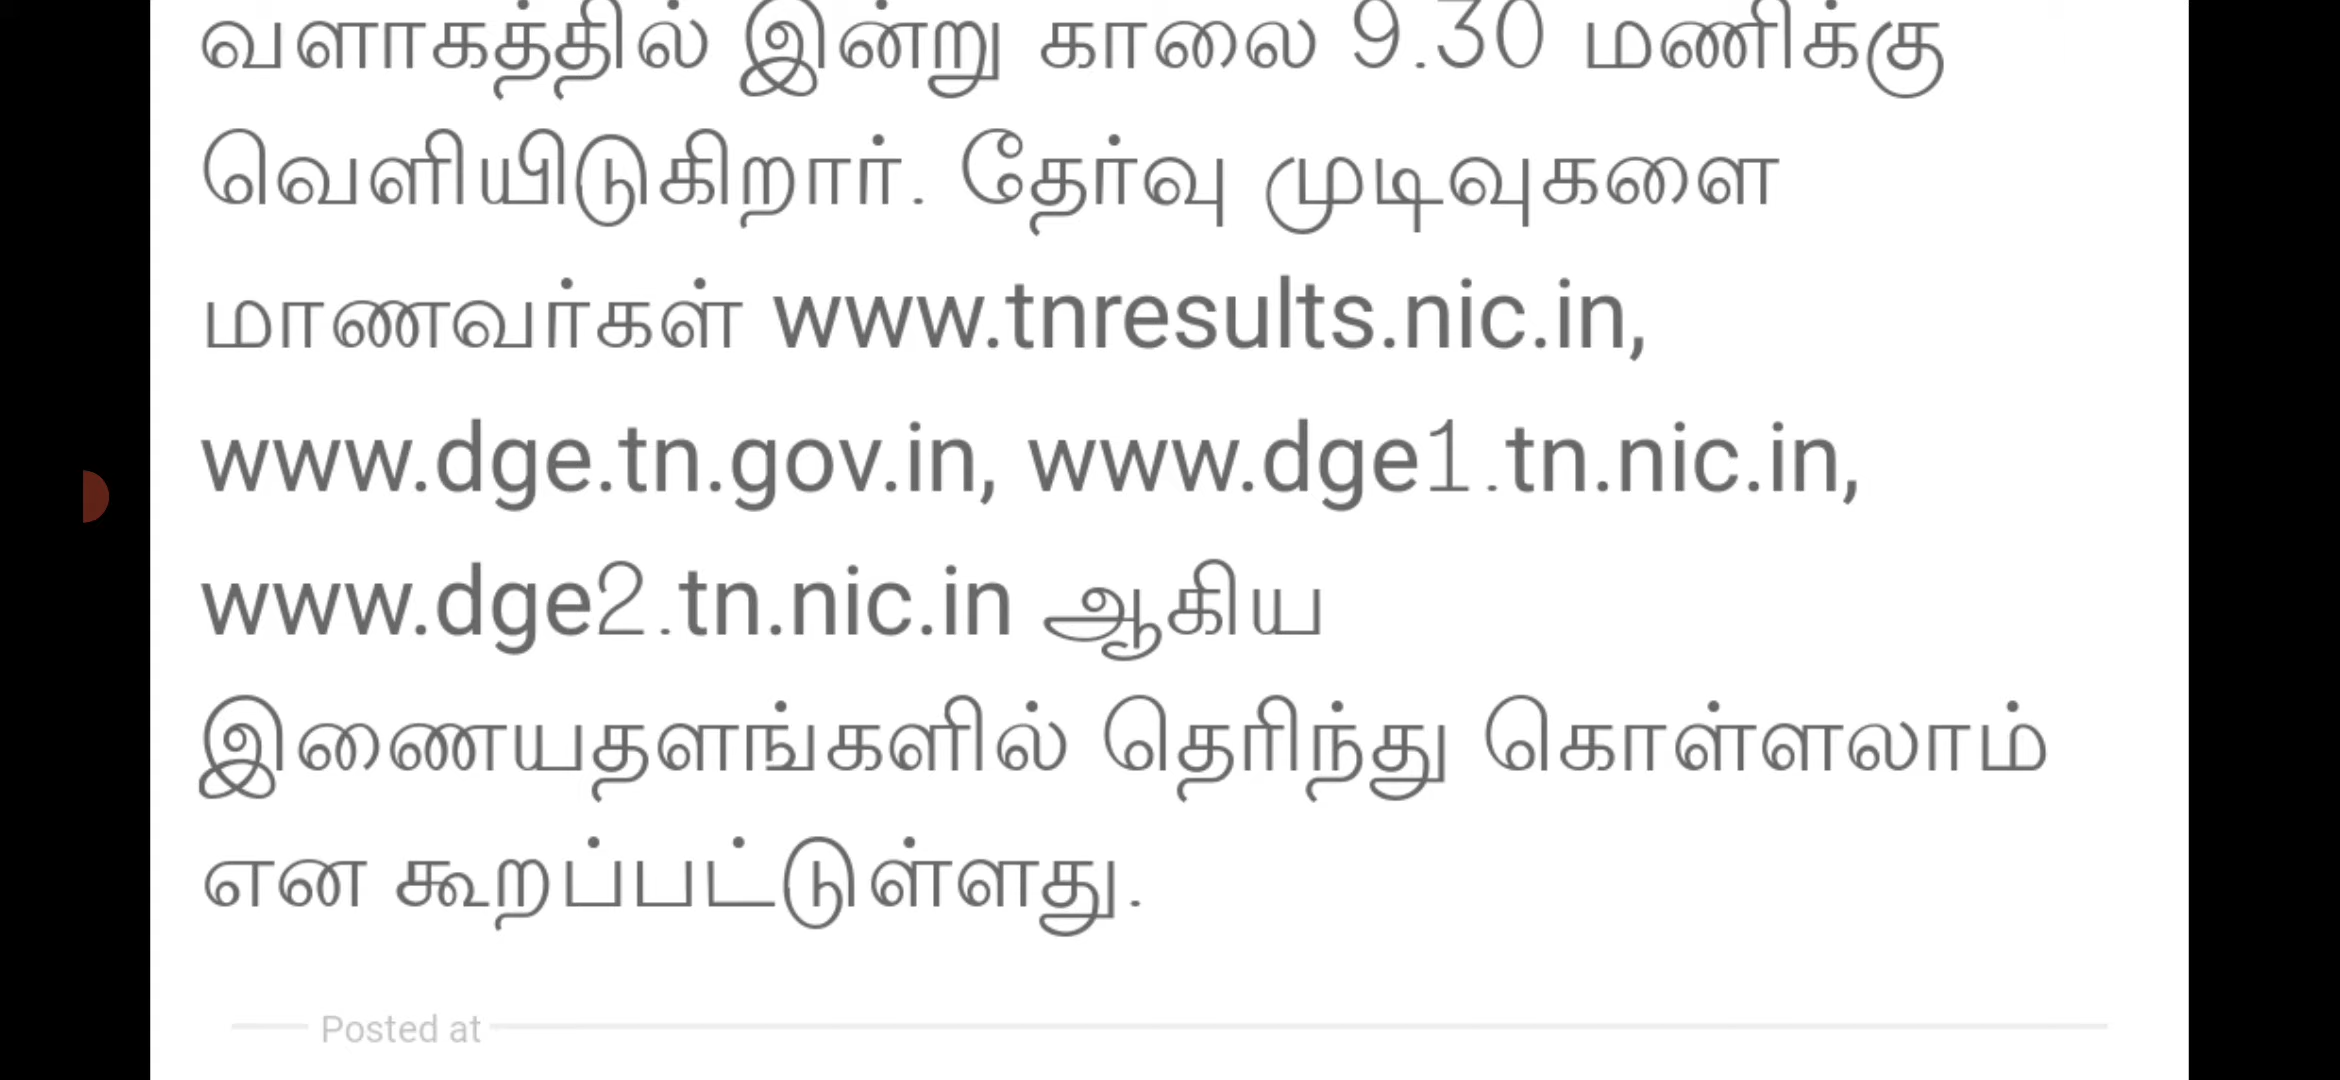 வளாகத்தில் இன்று காலை 9.30 மணிக்கு
வெளியிடுகிறார். தேர்வு முடிவுகளை
மாணவர்கள் www.tnresults.nic.in,
www.dge.tn.gov.in, www.dge1.tn.nic.in,
www.dge2.tn.nic.in ஆகிய
இணையதளங்களில் தெரிந்து கொள்ளலாம்
என கூறப்பட்டுள்ளது.
Posted at